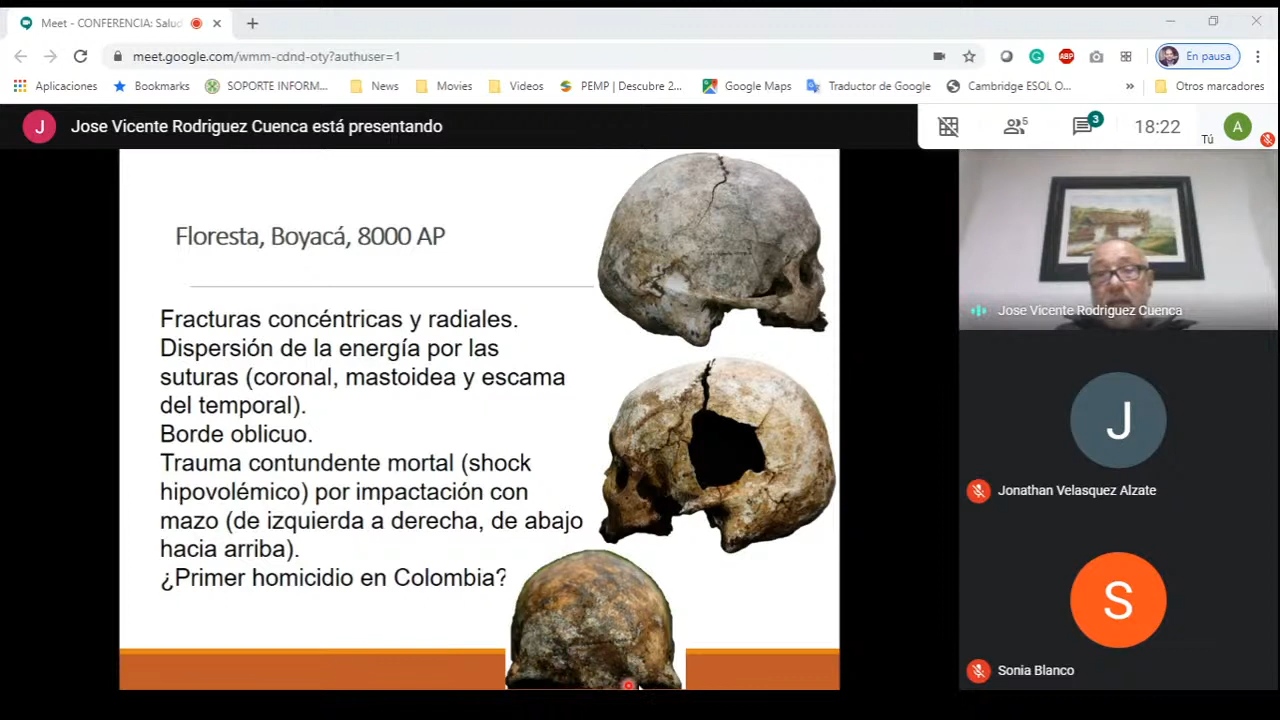 Meet - CONFERENCIA: Salu
meet.google.com/wmm-cdnd-oty?authuser=1
En pausa
Aplicaciones
Bookmarks
SOPORTE INFORM...
News
Movies
Videos
PEMP | Descubre 2...
Google Maps
Traductor de Google
Cambridge ESOL O...
»
Otros marcadores
J
Jose Vicente Rodriguez Cuenca está presentando
5
3
18:22
Tú
A
Floresta, Boyacá, 8000 AP
Fracturas concéntricas y radiales.
Dispersión de la energía por las
suturas (coronal, mastoidea y escama
del temporal).
Borde oblicuo.
Trauma contundente mortal (shock
hipovolémico) por impactación con
mazo (de izquierda a derecha, de abajo
hacia arriba).
¿Primer homicidio en Colombia?
Jose Vicente Rodriguez Cuenca
J
Jonathan Velasquez Alzate
S
Sonia Blanco